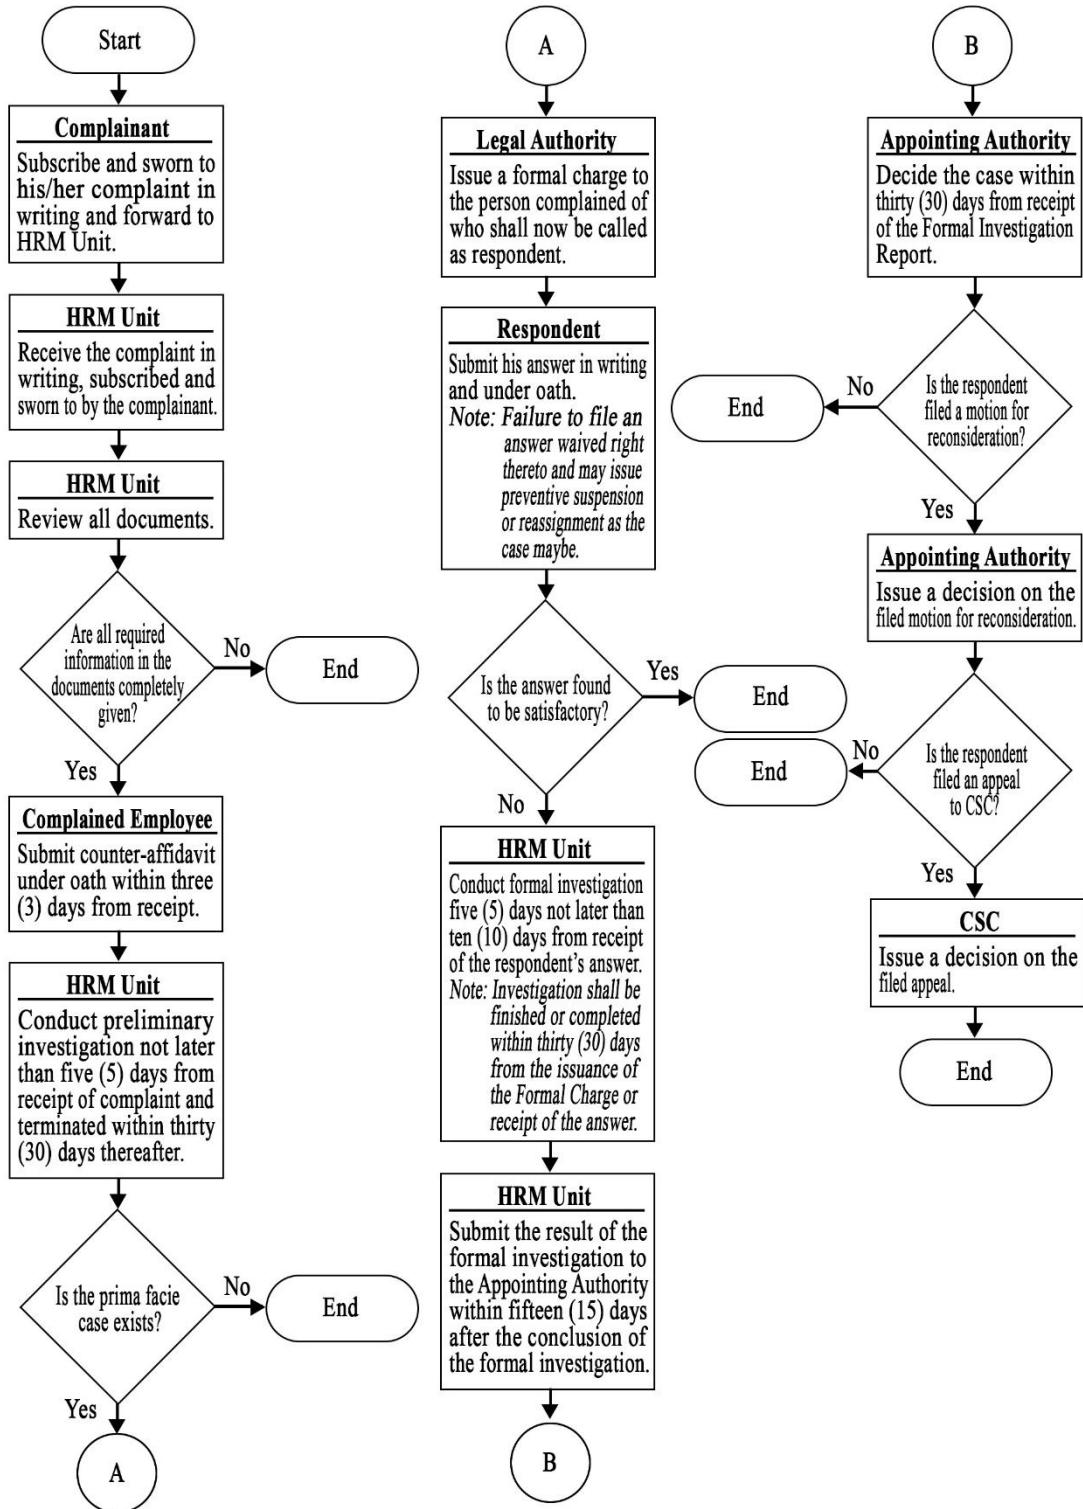 Start
Complainant
Subscribe and sworn to
his/her complaint in
writing and forward to
HRM Unit.
HRM Unit
Receive the complaint in
writing, subscribed and
sworn to by the complainant.
HRM Unit
Review all documents.
Are all required
information in the
documents completely
given?
No
End
Yes
Complained Employee
Submit counter-affidavit
under oath within three
(3) days from receipt.
HRM Unit
Conduct preliminary
investigation not later
than five (5) days from
receipt of complaint and
terminated within thirty
(30) days thereafter.
Is the prima facie
case exists?
No
End
Yes
A
A
Legal Authority
Issue a formal charge to
the person complained of
who shall now be called
as respondent.
Respondent
Submit his answer in writing
and under oath.
Note: Failure to file an
answer waived right
thereto and may issue
preventive suspension
or reassignment as the
case maybe.
Is the answer found
to be satisfactory?
Yes
End
No
HRM Unit
Conduct formal investigation
five (5) days not later than
ten (10) days from receipt
of the respondent's answer.
Note: Investigation shall be
finished or completed
within thirty (30) days
from the issuance of
the Formal Charge or
receipt of the answer.
HRM Unit
Submit the result of the
formal investigation to
the Appointing Authority
within fifteen (15) days
after the conclusion of
the formal investigation.
B
B
Appointing Authority
Decide the case within
thirty (30) days from receipt
of the Formal Investigation
Report.
Is the respondent
filed a motion for
reconsideration?
No
End
Yes
Appointing Authority
Issue a decision on the
filed motion for reconsideration.
Is the respondent
filed an appeal
to CSC?
No
End
Yes
CSC
Issue a decision on the
filed appeal.
End